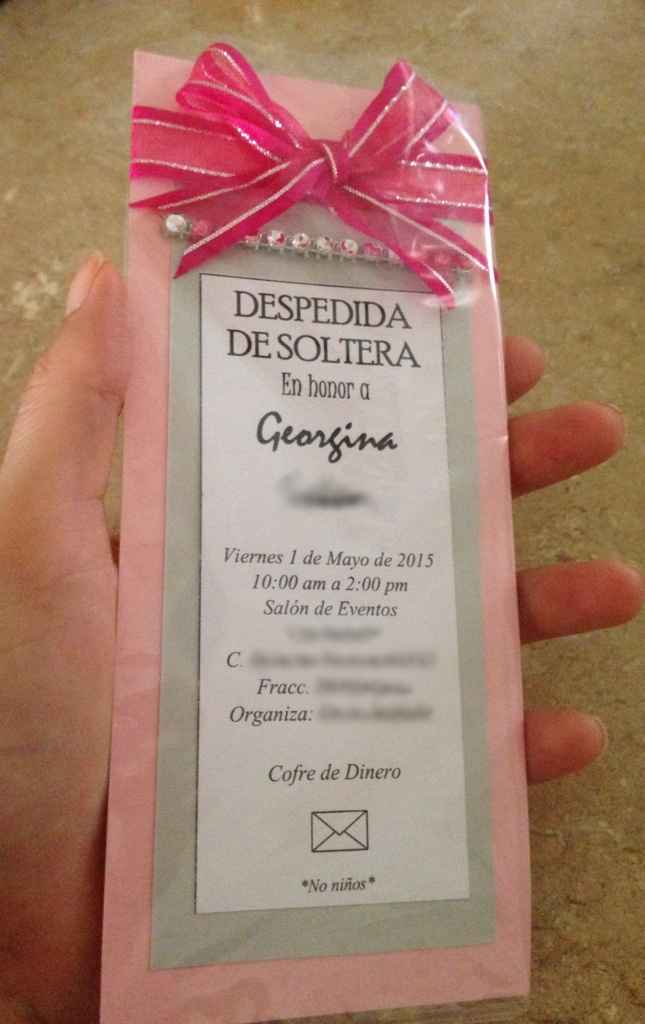 DESPEDIDA
DE SOLTERA
En honor a
Georgina
Viernes 1 de Mayo de 2015
10:00 am a 2:00 pm
Salón de Eventos
C.
Fracc.
Organiza:
Cofre de Dinero
*No niños*